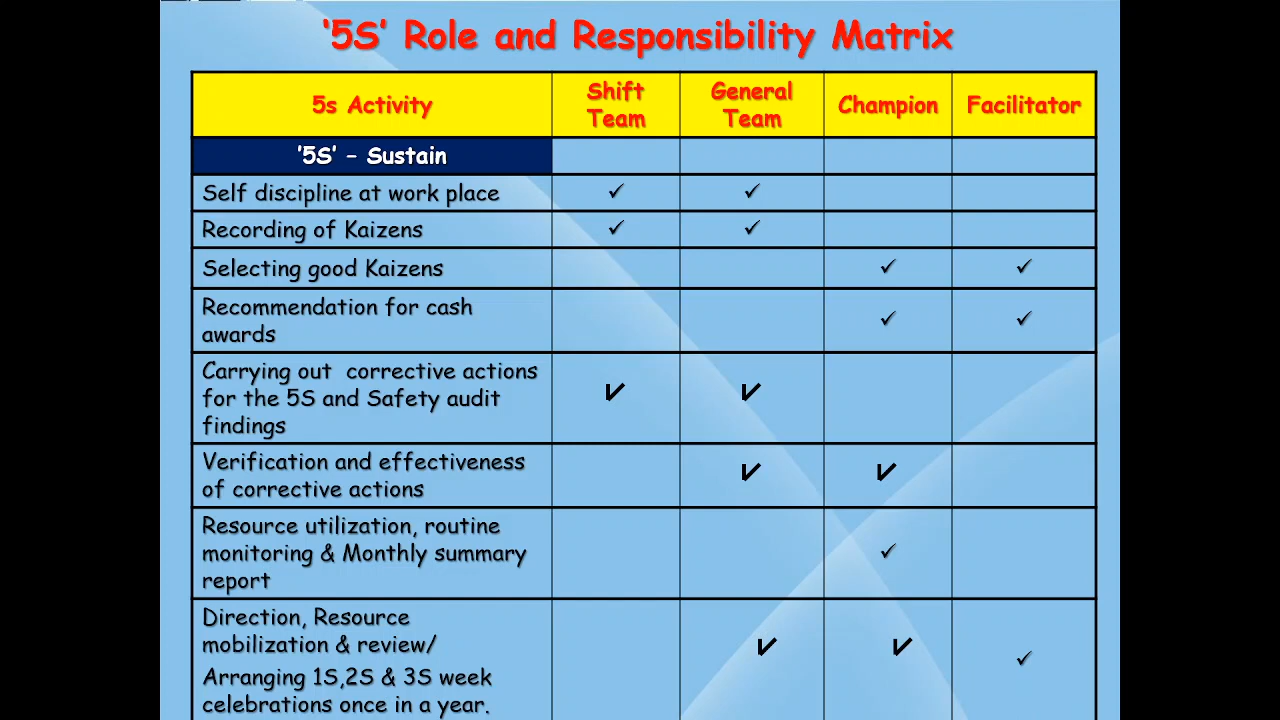 ‘5S’ Role and Responsibility Matrix
5s Activity
Shift
Team
General
Team
Champion
Facilitator
‘5S’ – Sustain
Self discipline at work place ✓ ✓
Recording of Kaizens ✓ ✓
Selecting good Kaizens ✓ ✓
Recommendation for cash
awards ✓ ✓
Carrying out corrective actions
for the 5S and Safety audit ✓ ✓
findings
Verification and effectiveness ✓ ✓
of corrective actions
Resource utilization, routine
monitoring & Monthly summary ✓
report
Direction, Resource
mobilization & review/ ✓ ✓ ✓
Arranging 1S,2S & 3S week
celebrations once in a year.